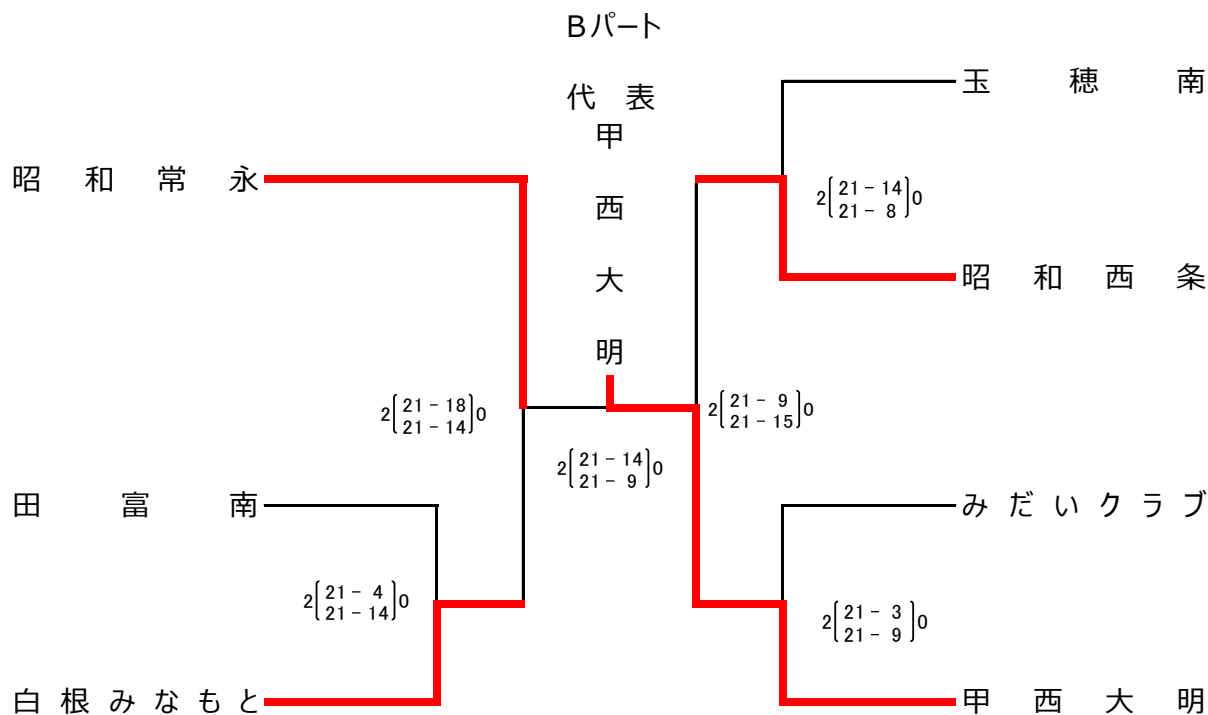 Bパート
代表
甲西大明
玉穂南
昭和常永
2[21-14 21-8]0
昭和西条
2[21-18 21-14]0
2[21-9 21-15]0
2[21-14 21-9]0
田富南
みだいクラブ
2[21-4 21-14]0
2[21-3 21-9]0
白根みなもと
甲西大明